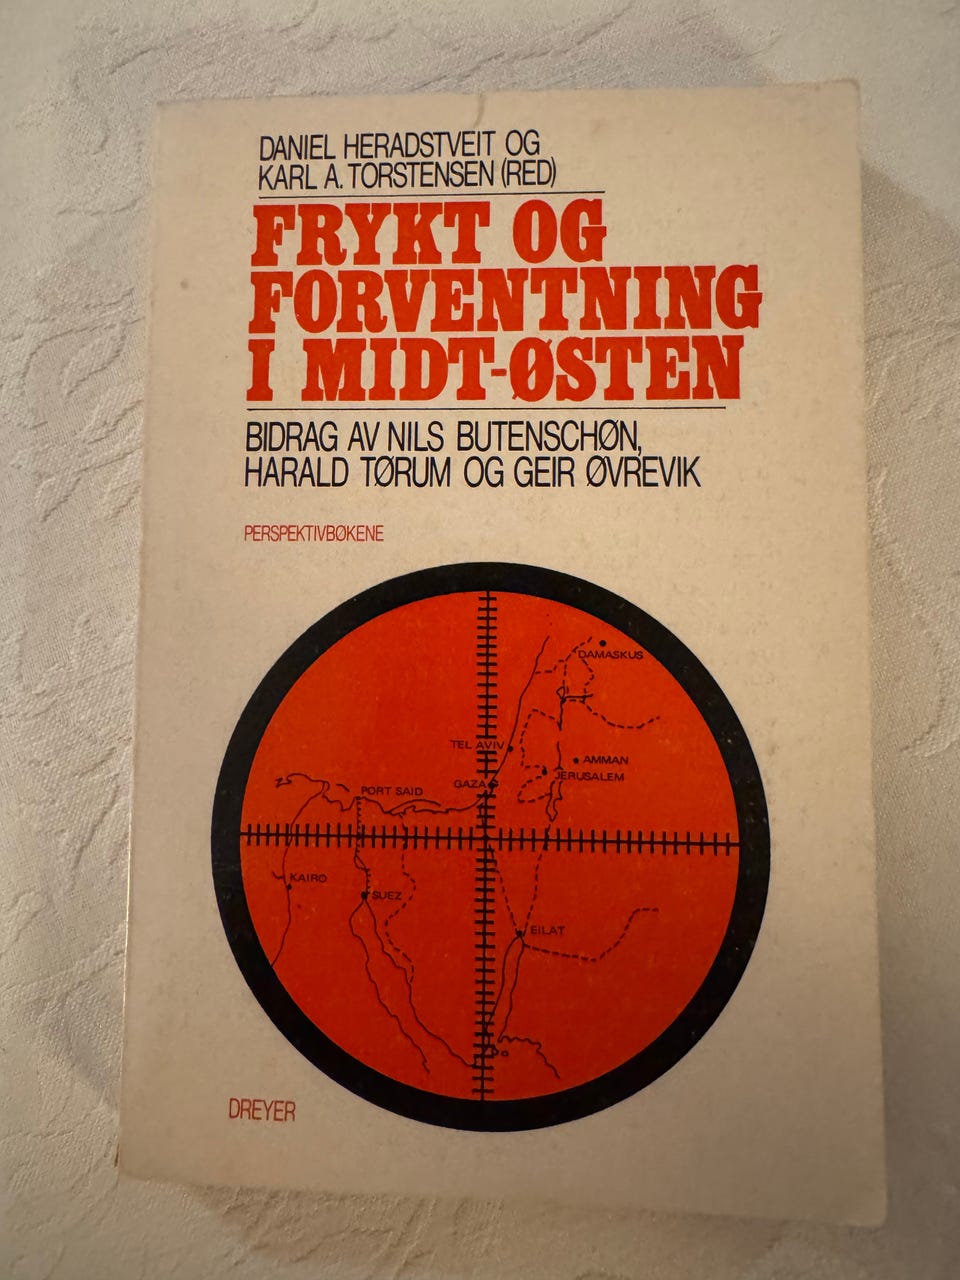 DANIEL HERADSTVEIT OG
KARL A. TORSTENSEN (RED)
FRYKT OG
FORVENTNING
I MIDT-ØSTEN
BIDRAG AV NILS BUTENSCHØN,
HARALD TØRUM OG GEIR ØVREVIK
PERSPEKTIVBØKENE
DAMASKUS
TEL AVIV
AMMAN
JERUSALEM
GAZA
PORT SAID
KAIRO
SUEZ
EILAT
DREYER